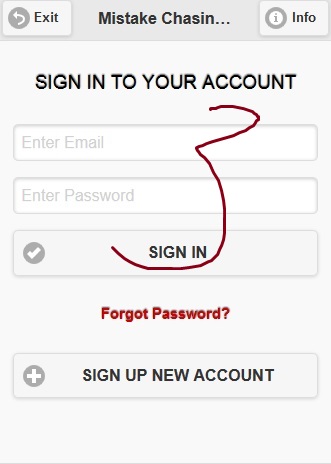 Exit Mistake Chasin... Info
SIGN IN TO YOUR ACCOUNT
Enter Email
Enter Password
SIGN IN
Forgot Password?
SIGN UP NEW ACCOUNT